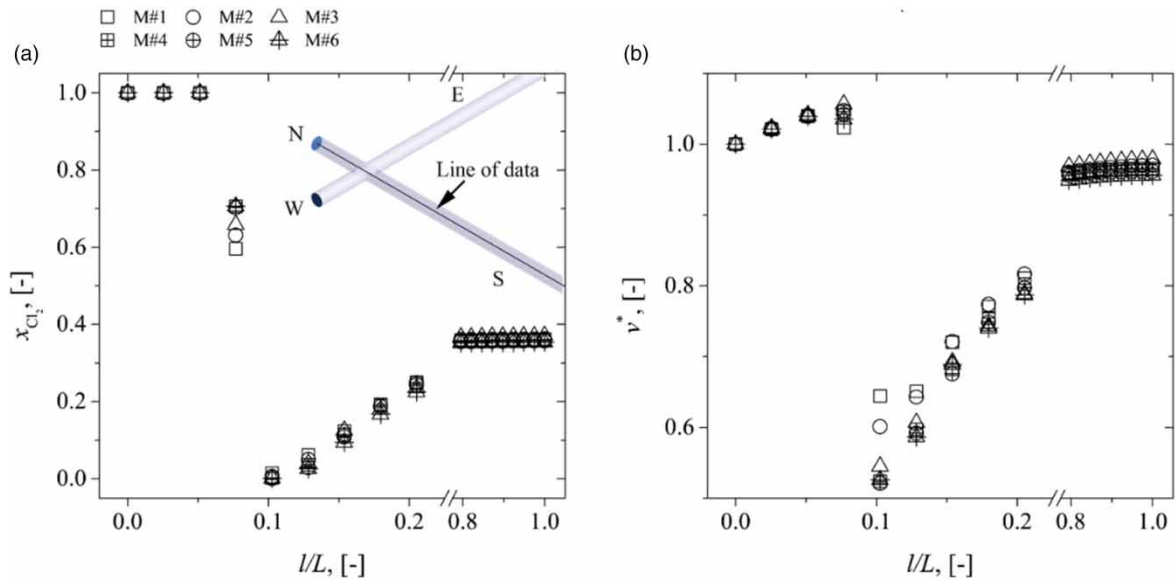 M#1 M#2 M#3
M#4 M#5 M#6
(a)
1.0
0.8
0.6
0.4
0.2
0.0
x_Cl₂, [-]
0.0 0.1 0.2 0.8 1.0
l/L, [-]
N
E
W
S
Line of data
(b)
1.0
0.8
0.6
v*, [-]
0.0 0.1 0.2 0.8 1.0
l/L, [-]